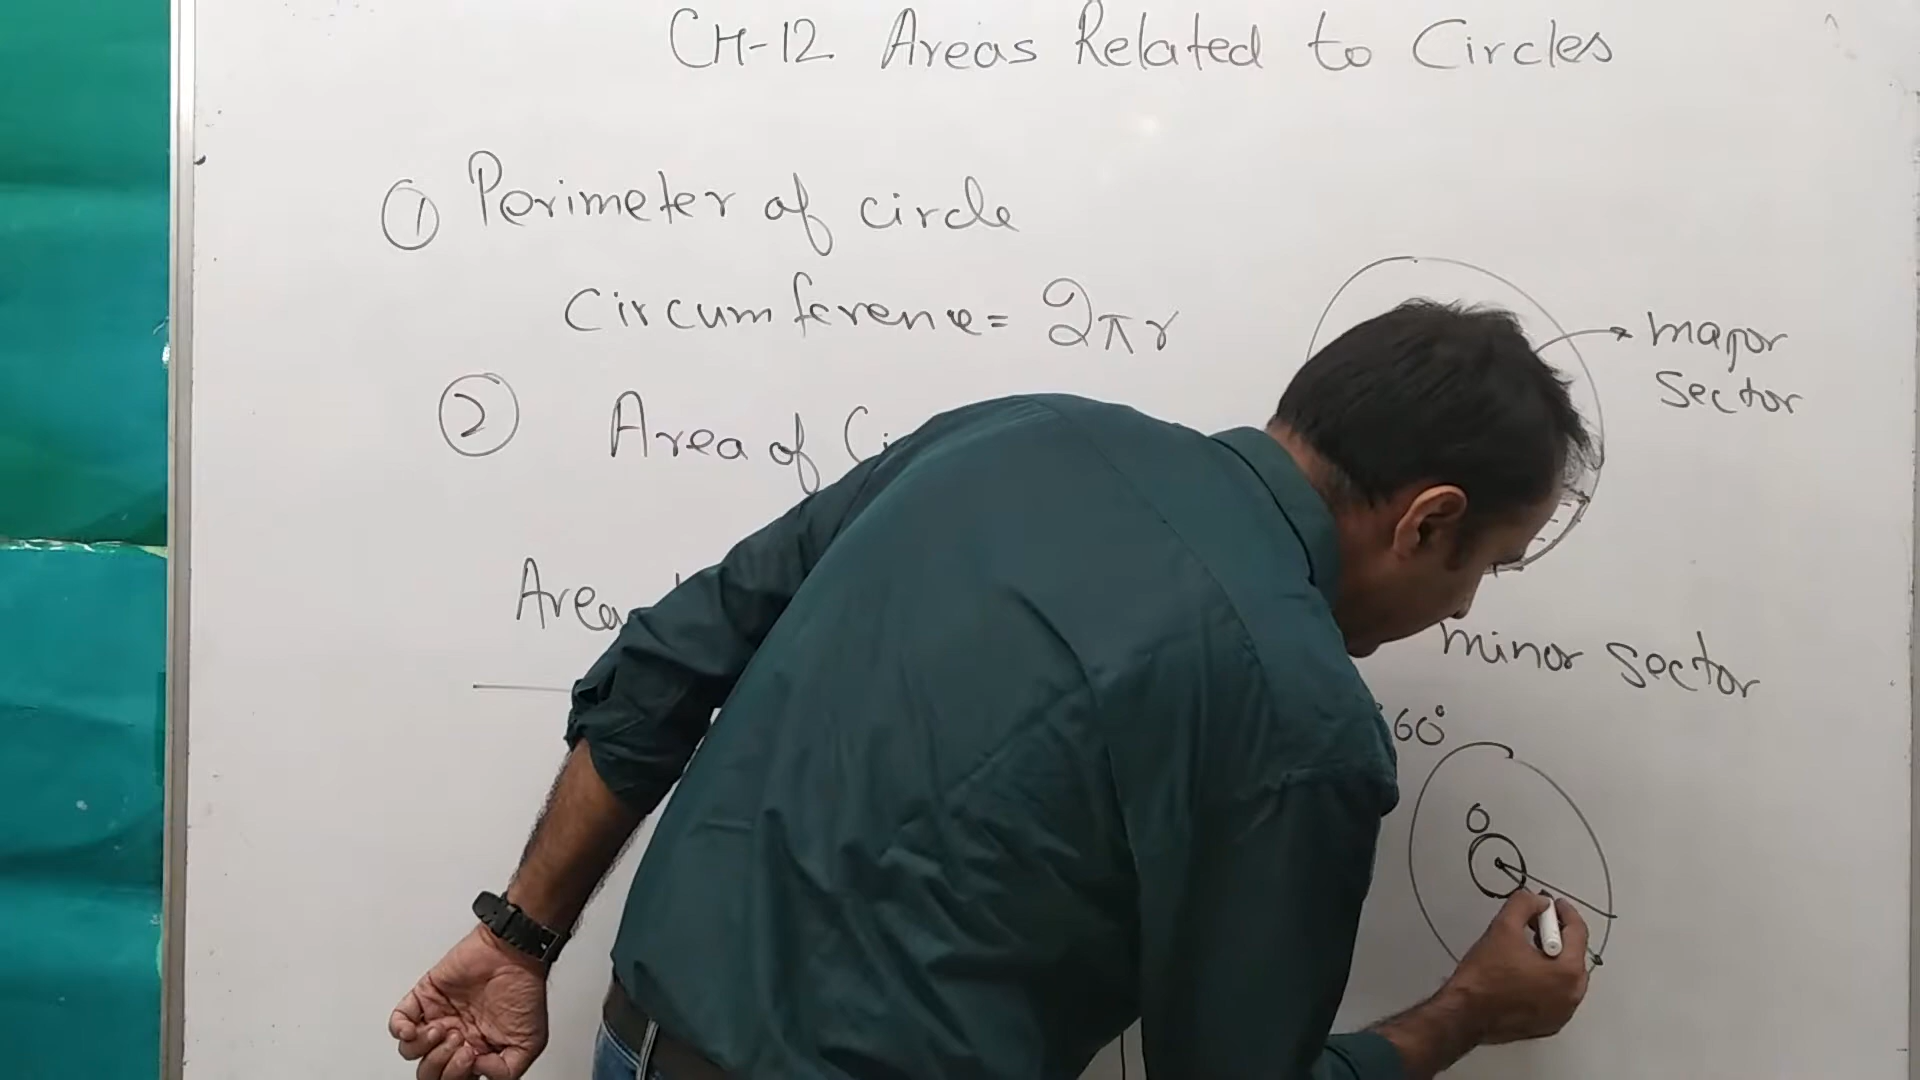 CH-12 Areas Related to Circles
① Perimeter of circle
Circumference = 2πr
② Area of
Area
major
sector
minor sector
60°
O